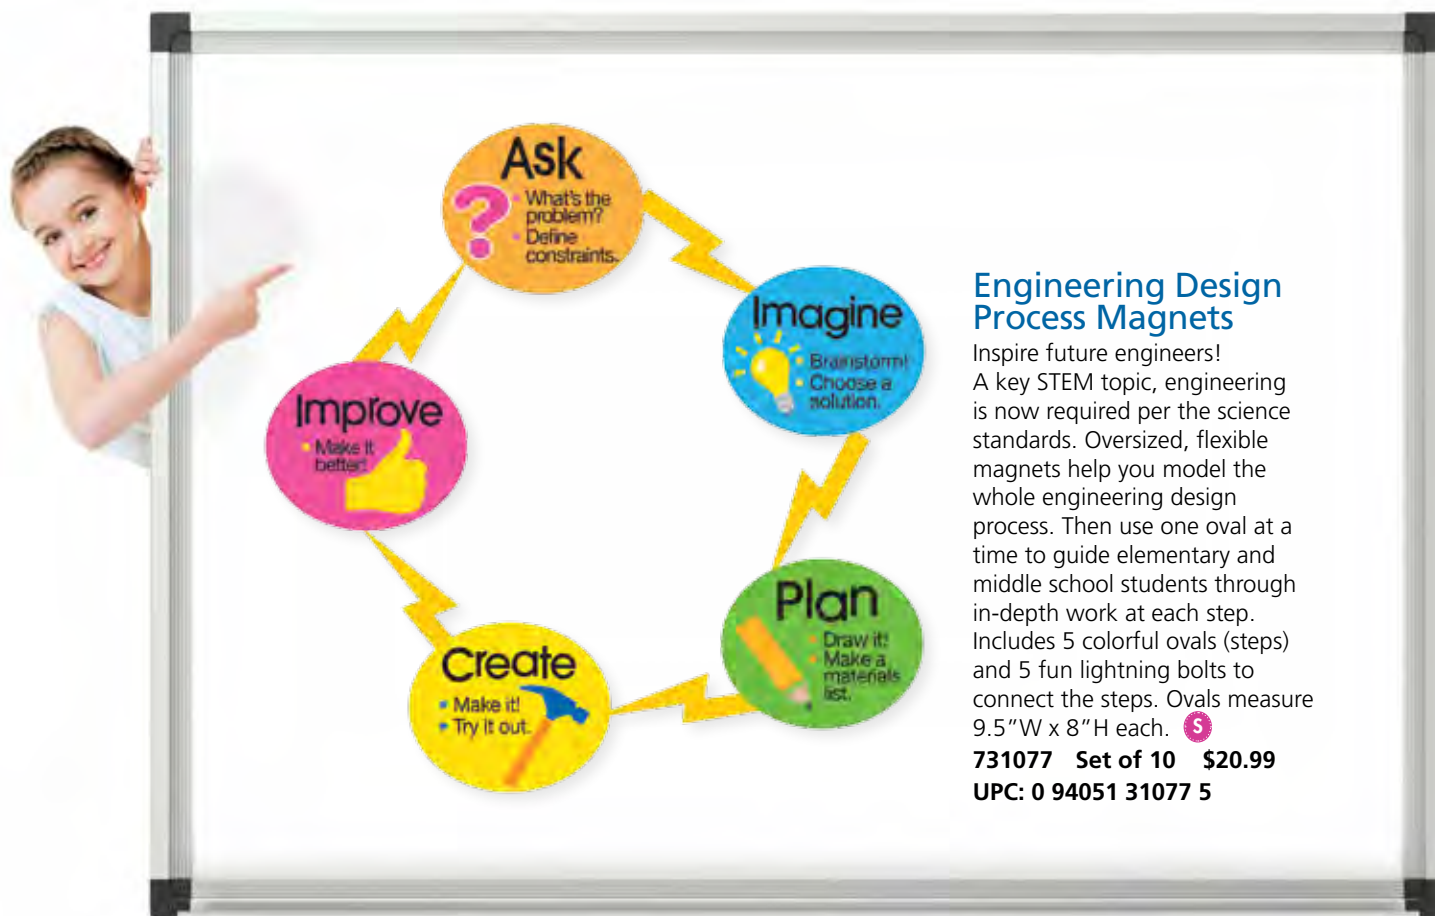 Ask
• What's the
problem?
• Define
constraints.
Imagine
• Brainstorm!
• Choose a
solution.
Improve
• Make it
better!
Plan
• Draw it!
• Make a
materials
list.
Create
• Make it!
• Try it out.
Engineering Design
Process Magnets
Inspire future engineers!
A key STEM topic, engineering
is now required per the science
standards. Oversized, flexible
magnets help you model the
whole engineering design
process. Then use one oval at a
time to guide elementary and
middle school students through
in-depth work at each step.
Includes 5 colorful ovals (steps)
and 5 fun lightning bolts to
connect the steps. Ovals measure
9.5”W x 8”H each. S
731077 Set of 10 $20.99
UPC: 0 94051 31077 5